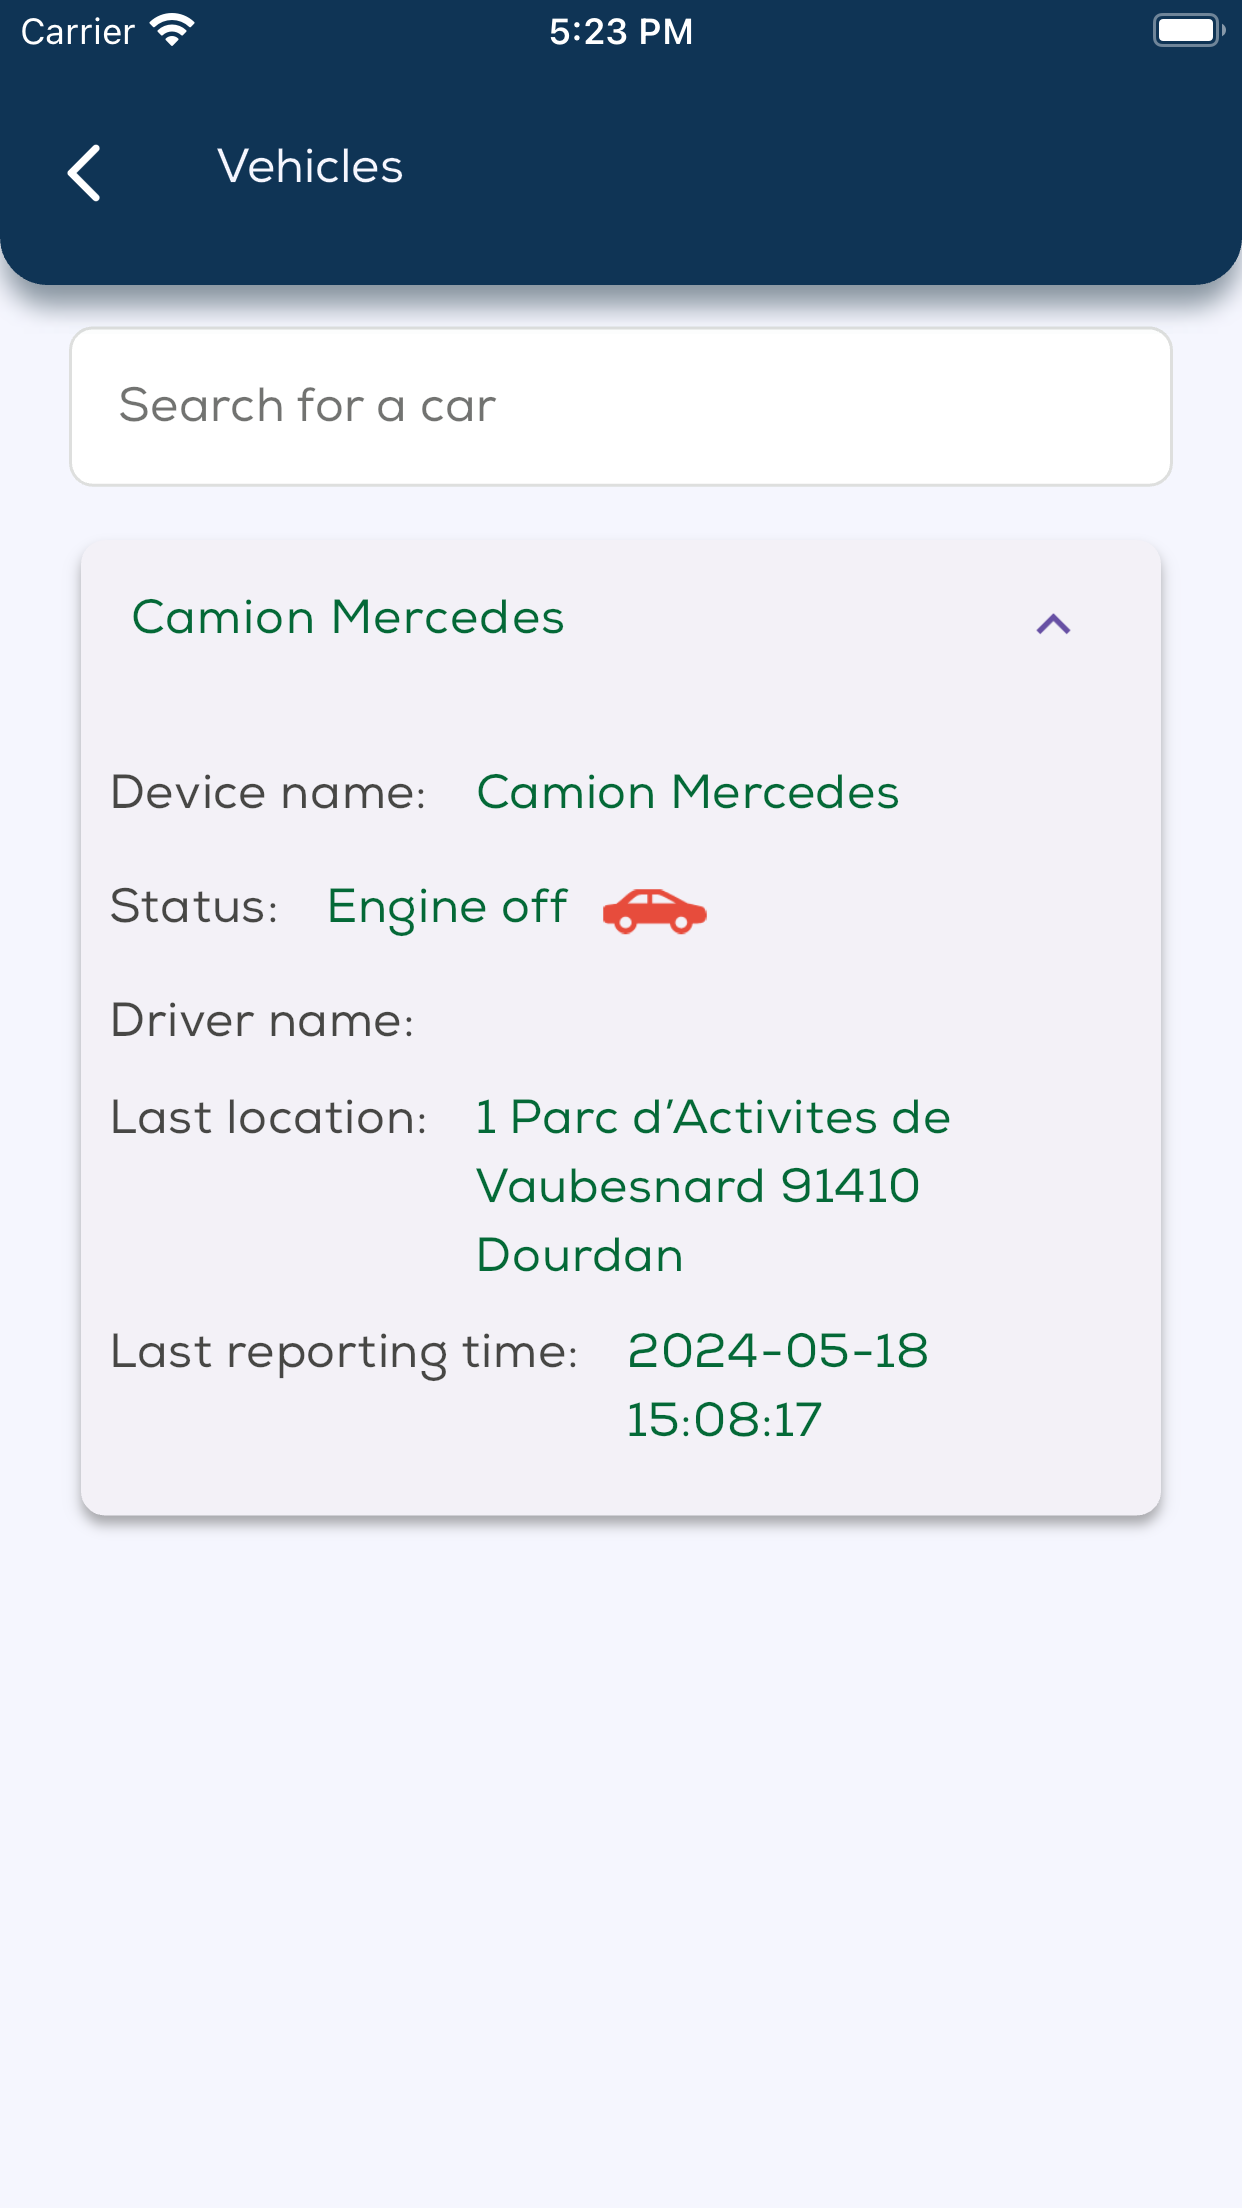 Carrier 5:23 PM
Vehicles
Search for a car
Camion Mercedes
Device name: Camion Mercedes
Status: Engine off
Driver name:
Last location: 1 Parc d'Activites de
Vaubesnard 91410
Dourdan
Last reporting time: 2024-05-18
15:08:17